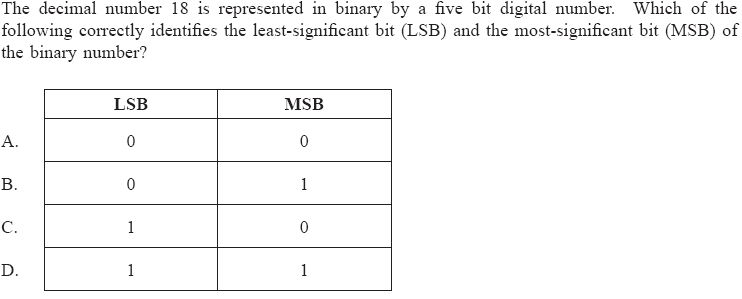 The decimal number 18 is represented in binary by a five bit digital number. Which of the
following correctly identifies the least-significant bit (LSB) and the most-significant bit (MSB) of
the binary number?
LSB MSB
A. 0 0
B. 0 1
C. 1 0
D. 1 1